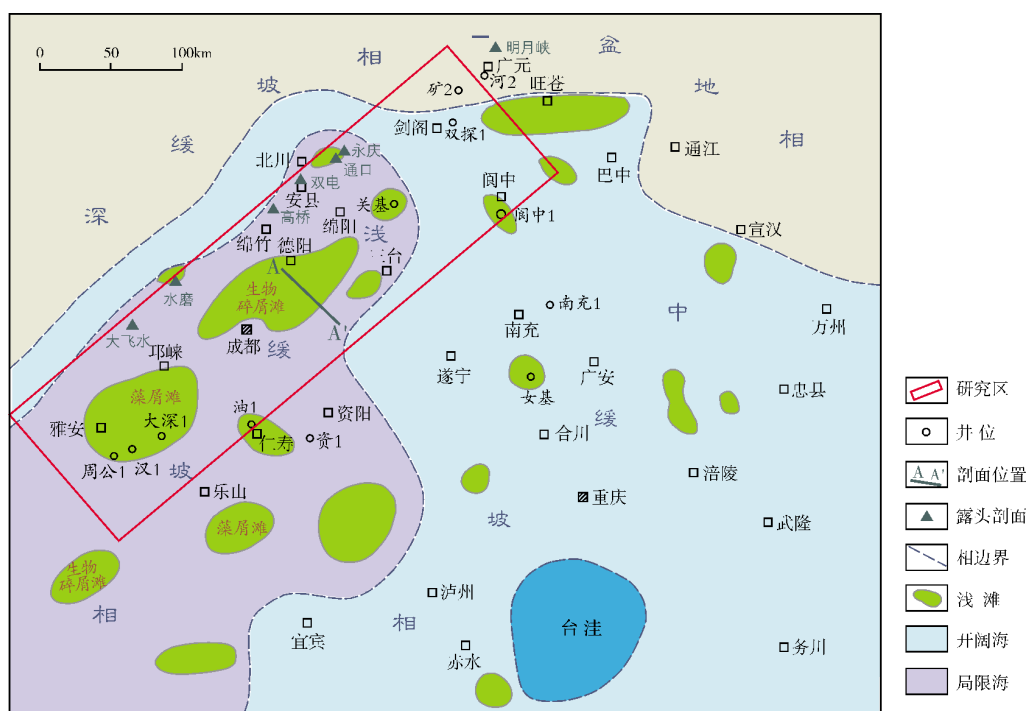 0 50 100km
明月峡
广元
河2
矿2
旺苍
剑阁
双探1
通江
巴中
北川
永庆
通口
双电
安县
关基
阆中
阆中1
高桥
绵阳
绵竹
德阳
台
宣汉
A
生物
碎屑滩
水磨
A'
南充1
南充
万州
大飞水
成都
邛崃
遂宁
广安
藻屑滩
女基
忠县
雅安
大深1
油1
仁寿
资阳
资1
合川
周公1
汉1
涪陵
乐山
重庆
藻屑滩
武隆
生物
碎屑滩
泸州
宜宾
台洼
赤水
务川
深缓坡相
盆地相
浅缓坡相
中缓坡相
研究区
井位
A A'
剖面位置
露头剖面
相边界
浅滩
开阔海
局限海